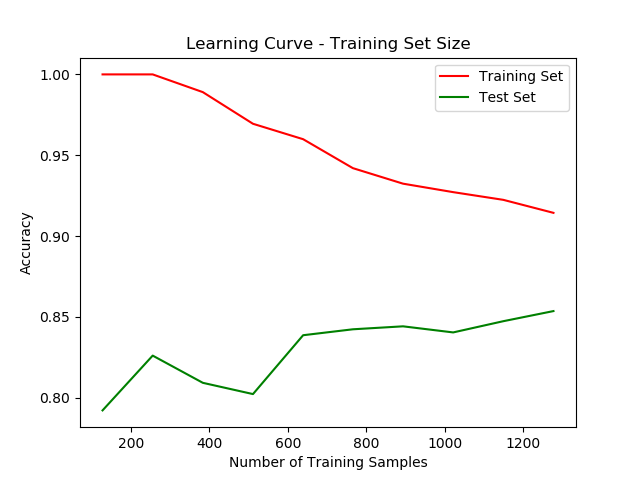 Learning Curve - Training Set Size
1.00
0.95
0.90
0.85
0.80
Accuracy
Training Set
Test Set
200 400 600 800 1000 1200
Number of Training Samples